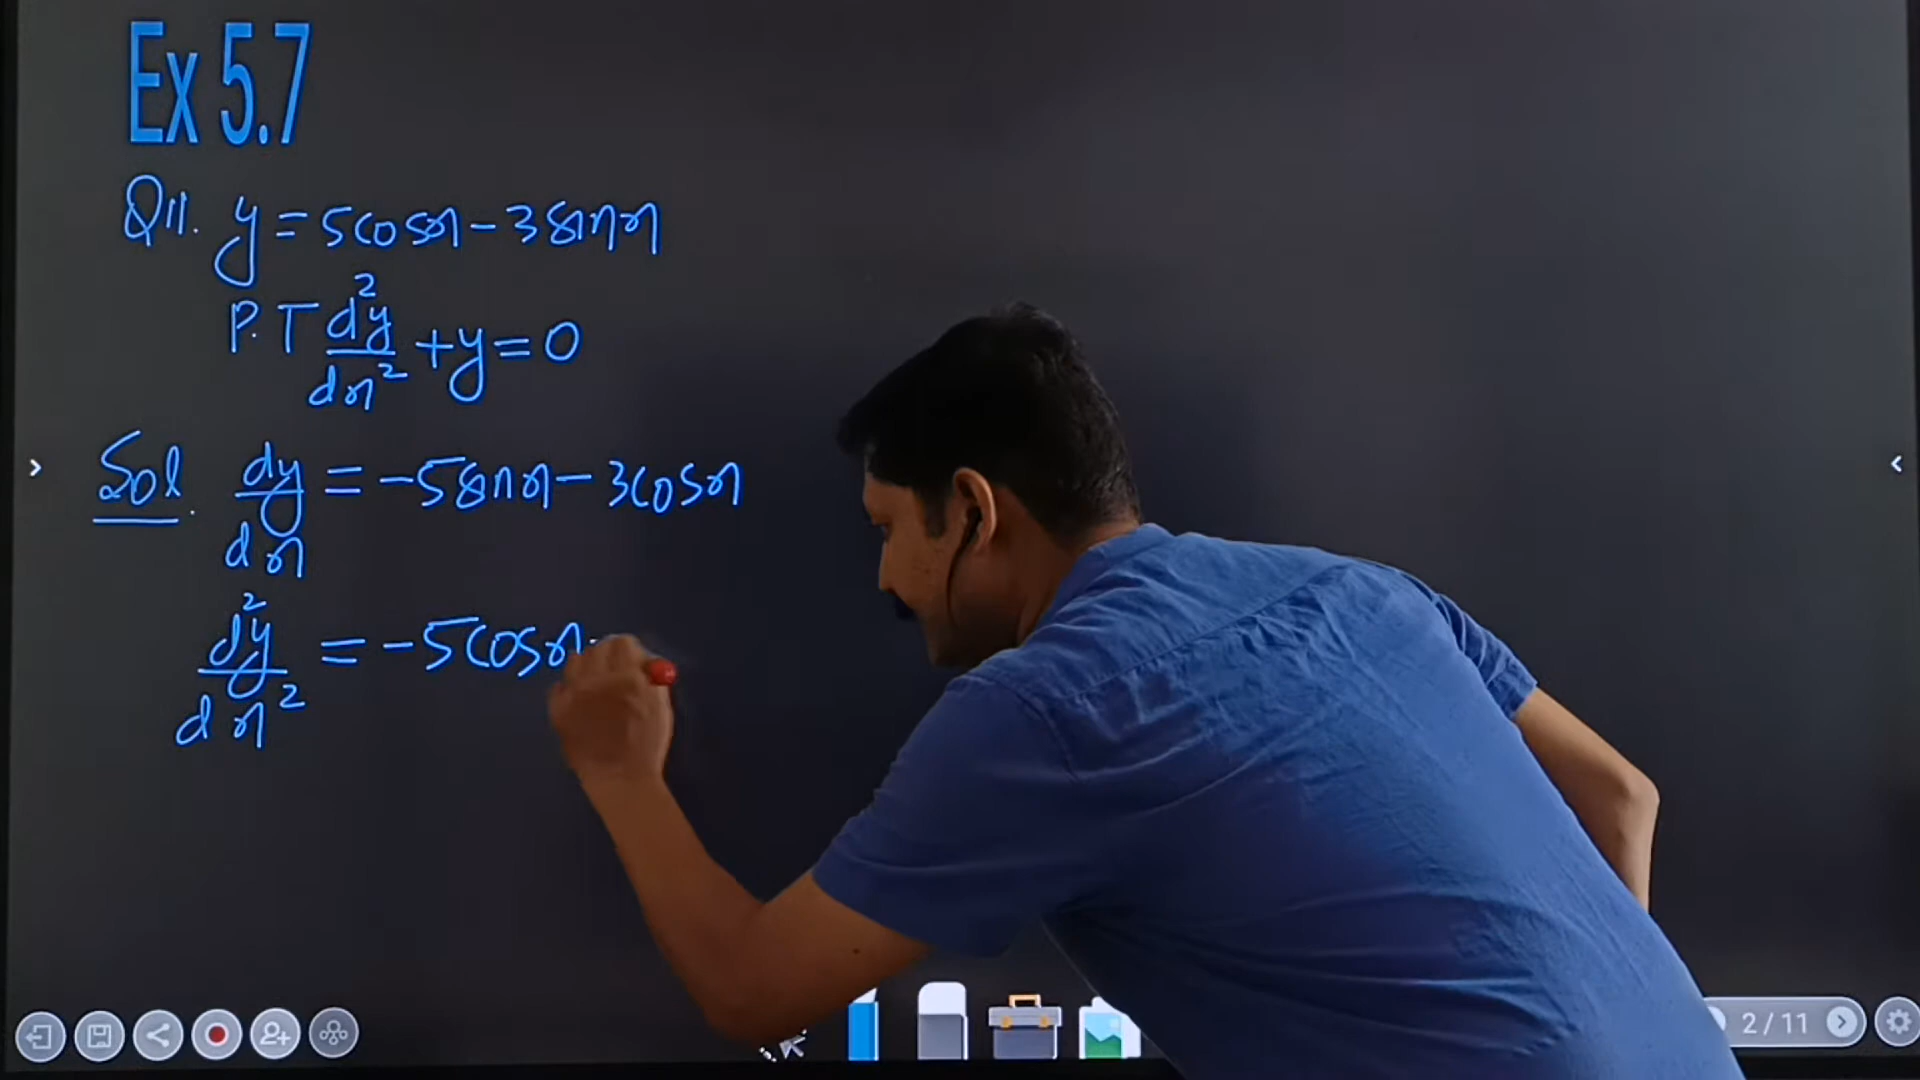 Ex 5.7
Q11. y = 5cosx - 3sinx
P.T d²y/dx² + y = 0
Sol. dy/dx = -5sinx - 3cosx
d²y/dx² = -5cosx
2 / 11